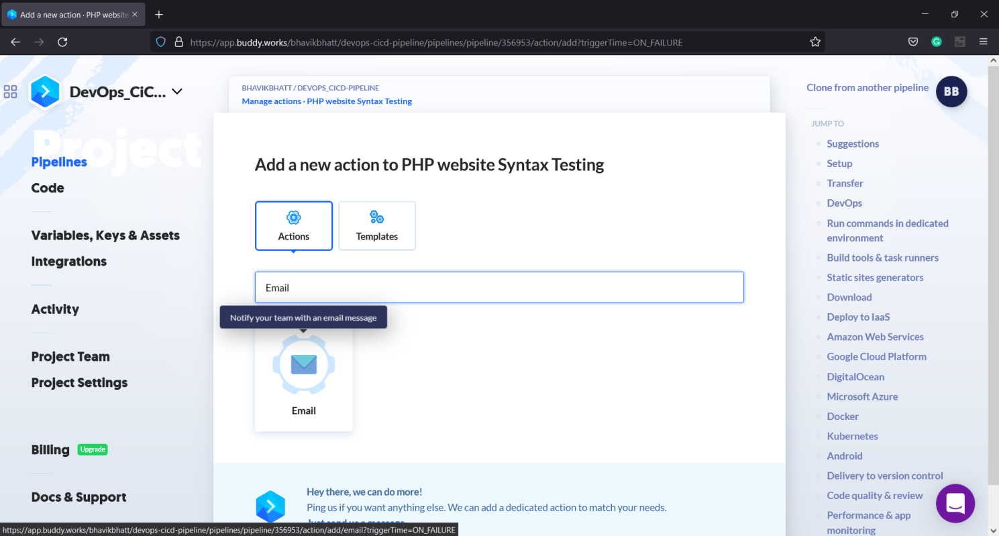 Add a new action · PHP website
https://app.buddy.works/bhavikbhatt/devops-cicd-pipeline/pipelines/pipeline/356953/action/add?triggerTime=ON_FAILURE
DevOps_CiC...
Project
Pipelines
Code
Variables, Keys & Assets
Integrations
Activity
Project Team
Project Settings
Billing Upgrade
Docs & Support
BHAVIKBHATT / DEVOPS_CICD-PIPELINE
Manage actions · PHP website Syntax Testing
Add a new action to PHP website Syntax Testing
Actions
Templates
Email
Notify your team with an email message
Email
Hey there, we can do more!
Ping us if you want anything else. We can add a dedicated action to match your needs.
Just send us a message
Clone from another pipeline
BB
JUMP TO
Suggestions
Setup
Transfer
DevOps
Run commands in dedicated
environment
Build tools & task runners
Static sites generators
Download
Deploy to IaaS
Amazon Web Services
Google Cloud Platform
DigitalOcean
Microsoft Azure
Docker
Kubernetes
Android
Delivery to version control
Code quality & review
Performance & app
monitoring
https://app.buddy.works/bhavikbhatt/devops-cicd-pipeline/pipelines/pipeline/356953/action/add/email?triggerTime=ON_FAILURE